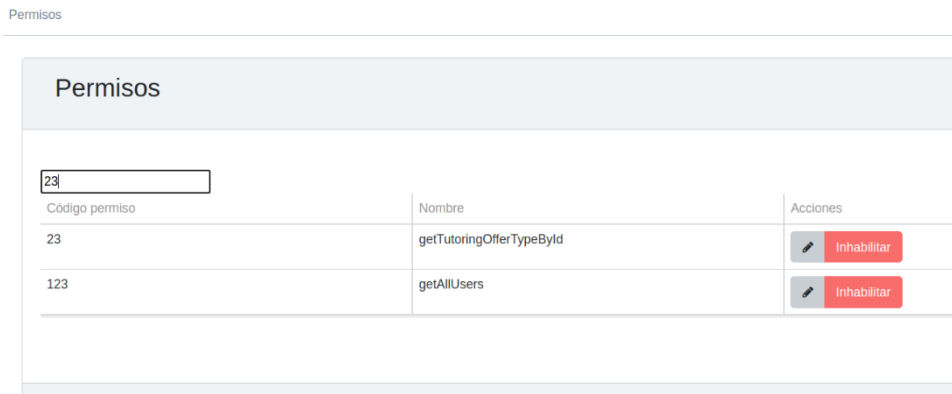 Permisos
Permisos
23
Código permiso Nombre Acciones
23 getTutoringOfferTypeById Inhabilitar
123 getAllUsers Inhabilitar